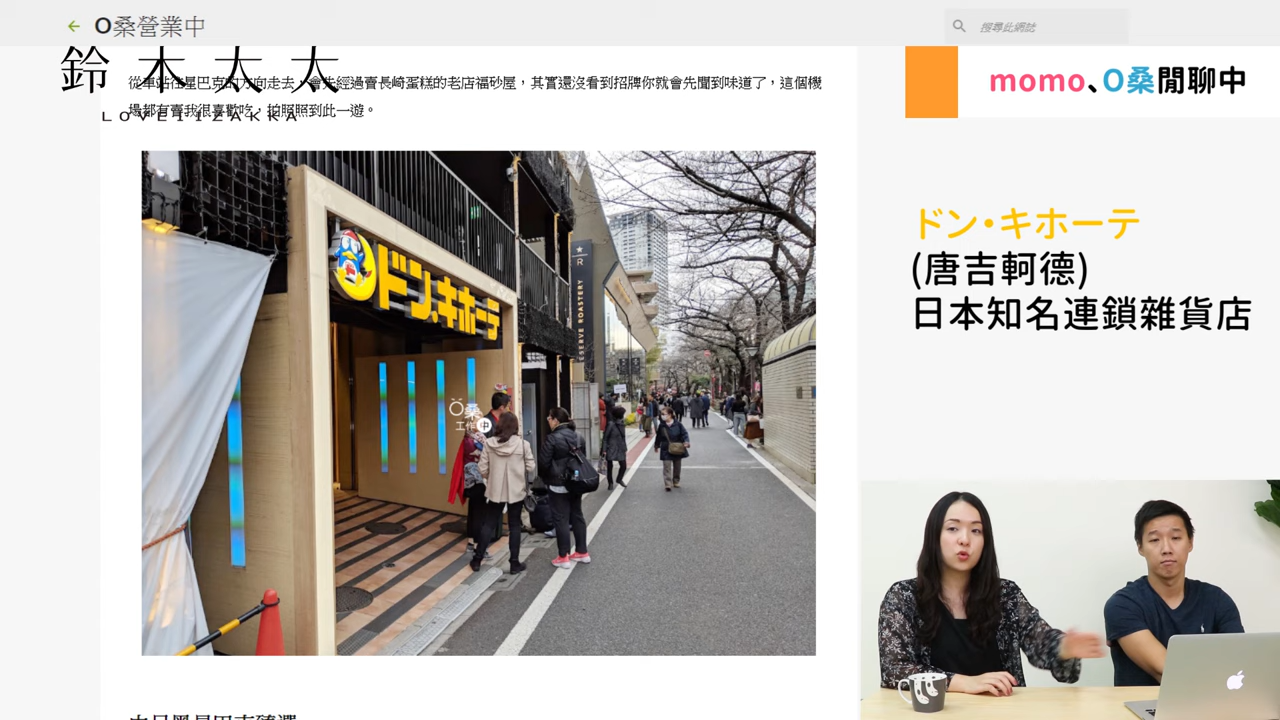 O桑營業中
搜尋此網誌
鈴木太太
LOVETIZAKKA
從車站往星巴克的方向走去，會先經過賣長崎蛋糕的老店福砂屋，其實還沒看到招牌你就會先聞到味道了，這個機
場都有賣我很喜歡吃，拍照照到此一遊。
momo、O桑閒聊中
ドン・キホーテ
(唐吉軻德)
日本知名連鎖雜貨店
ドン.キホーテ
R
RESERVE ROASTERY
O桑
工作中